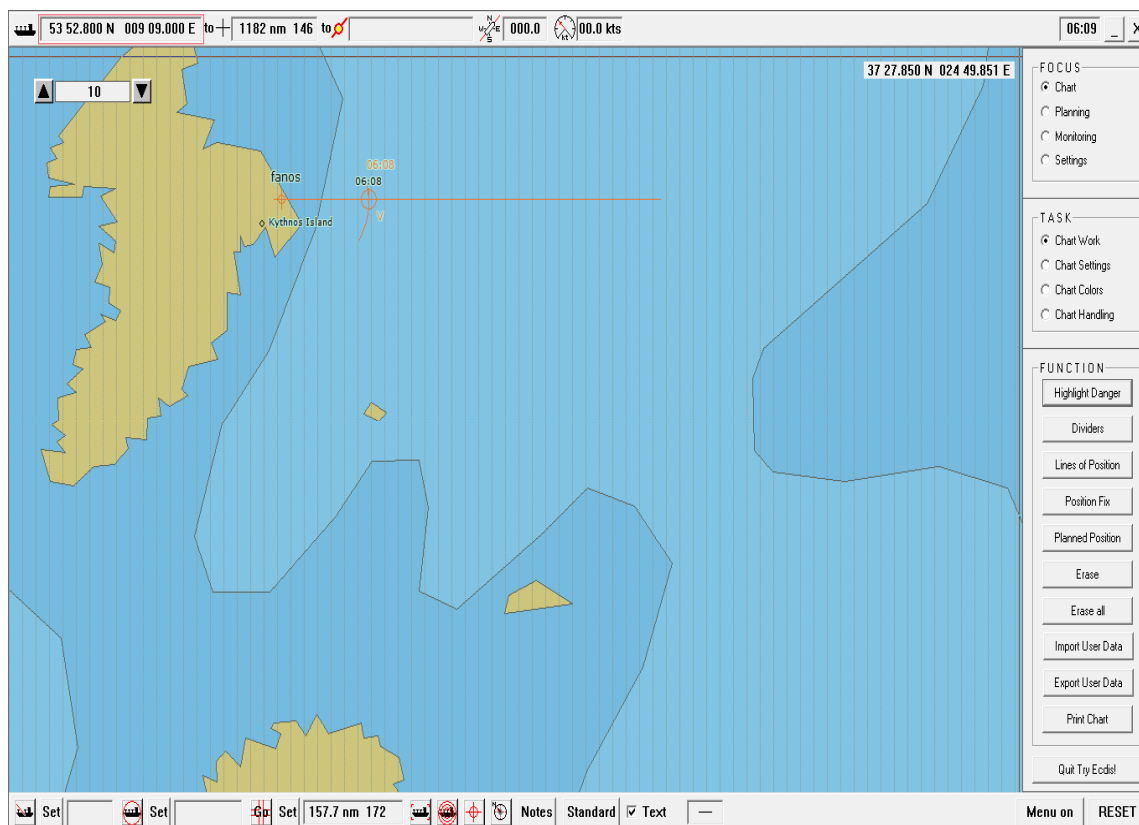 53 52.800 N 009 09.000 E to 1182 nm 146 to 000.0 00.0 kts 06:09 _ X
N
W E
S
kt
10
37 27.850 N 024 49.851 E
06:08
06:08
fanos
V
Kythnos Island
FOCUS
Chart
Planning
Monitoring
Settings
TASK
Chart Work
Chart Settings
Chart Colors
Chart Handling
FUNCTION
Highlight Danger
Dividers
Lines of Position
Position Fix
Planned Position
Erase
Erase all
Import User Data
Export User Data
Print Chart
Quit Try Ecdis!
Set Set Go Set 157.7 nm 172 N Notes Standard Text Menu on RESET